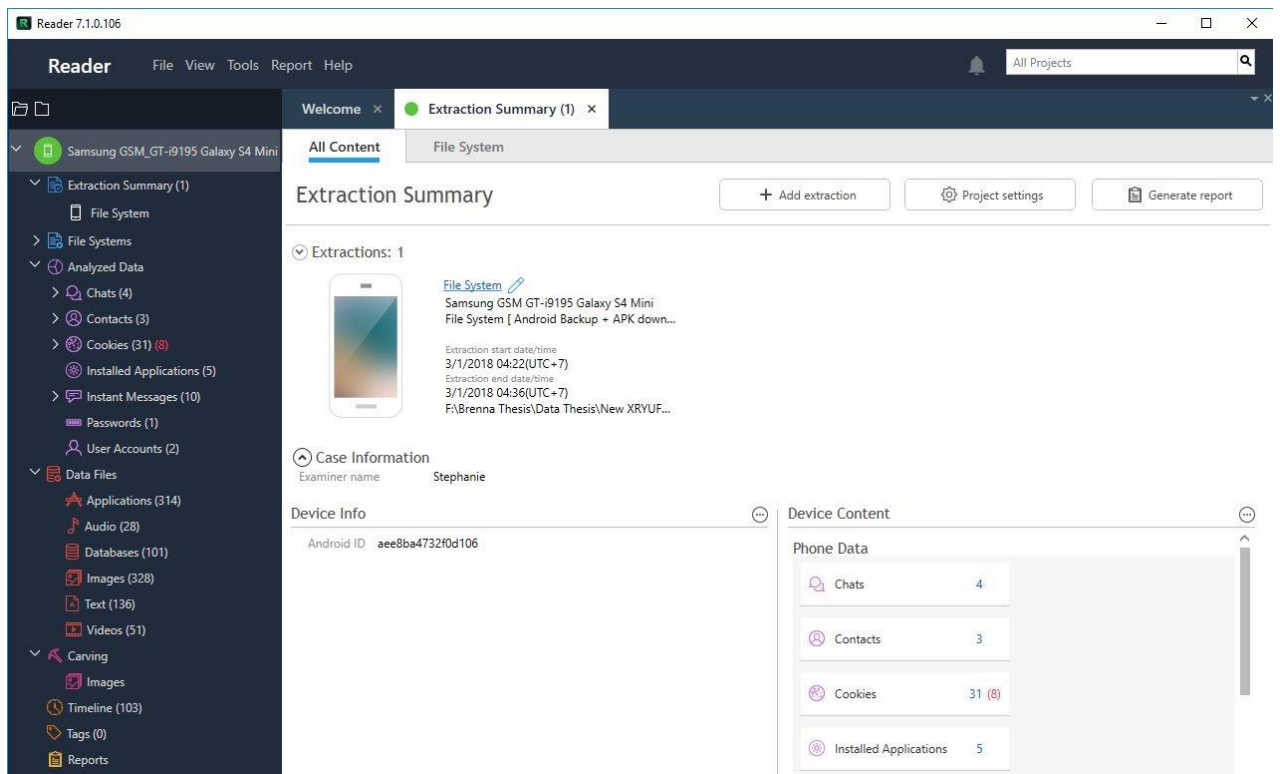 Reader 7.1.0.106
Reader File View Tools Report Help
All Projects
Welcome × Extraction Summary (1) ×
Samsung GSM_GT-i9195 Galaxy S4 Mini
Extraction Summary (1)
File System
File Systems
Analyzed Data
Chats (4)
Contacts (3)
Cookies (31) (8)
Installed Applications (5)
Instant Messages (10)
Passwords (1)
User Accounts (2)
Data Files
Applications (314)
Audio (28)
Databases (101)
Images (328)
Text (136)
Videos (51)
Carving
Images
Timeline (103)
Tags (0)
Reports
All Content File System
Extraction Summary
+ Add extraction
Project settings
Generate report
Extractions: 1
File System
Samsung GSM GT-i9195 Galaxy S4 Mini
File System [ Android Backup + APK down...
Extraction start date/time
3/1/2018 04:22(UTC+7)
Extraction end date/time
3/1/2018 04:36(UTC+7)
F:\Brenna Thesis\Data Thesis\New XRYUF...
Case Information
Examiner name Stephanie
Device Info
Android ID aee8ba4732f0d106
Device Content
Phone Data
Chats 4
Contacts 3
Cookies 31 (8)
Installed Applications 5